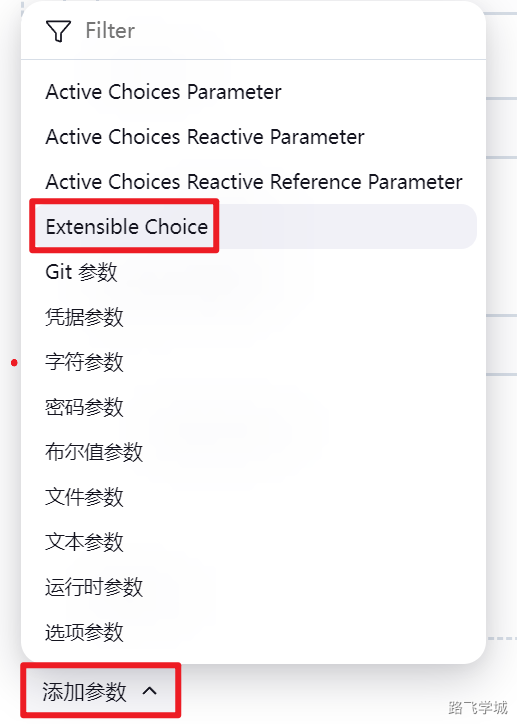 Filter
Active Choices Parameter
Active Choices Reactive Parameter
Active Choices Reactive Reference Parameter
Extensible Choice
Git 参数
凭据参数
字符参数
密码参数
布尔值参数
文件参数
文本参数
运行时参数
选项参数
添加参数
路飞学城